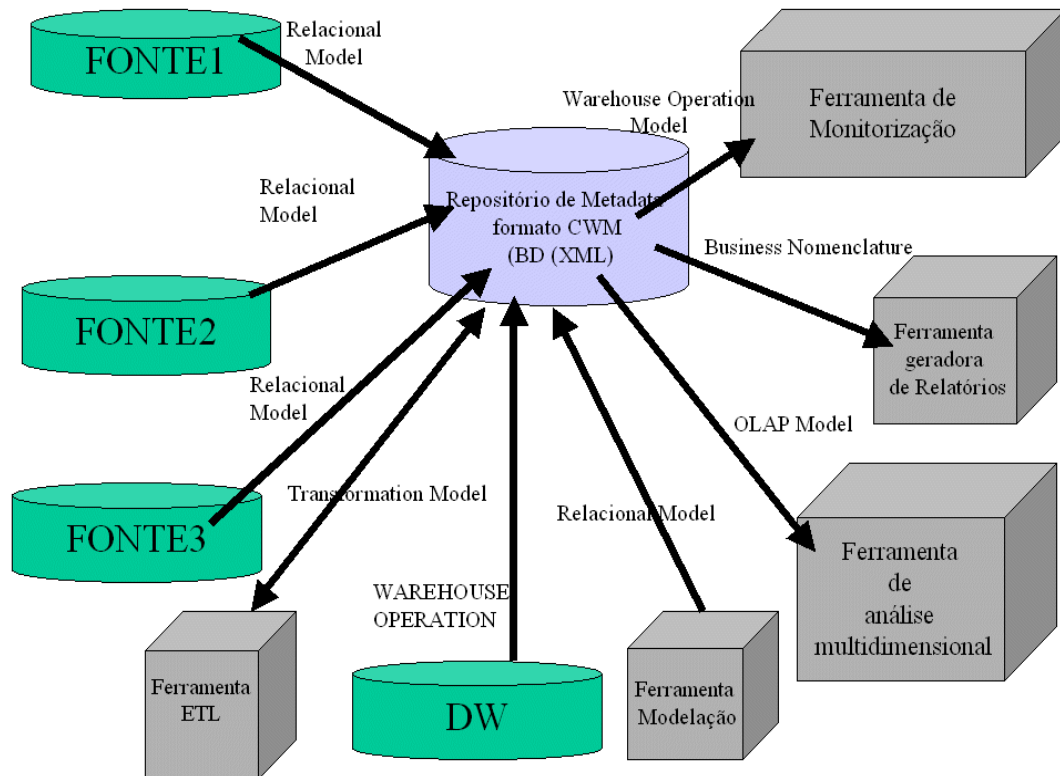 Relacional
Model
FONTE1
Warehouse Operation
Model
Ferramenta de
Monitorização
Relacional
Model
Repositório de Metadata
formato CWM
(BD (XML)
Business Nomenclature
FONTE2
Ferramenta
geradora
de Relatórios
Relacional
Model
OLAP Model
Transformation Model
Relacional Model
FONTE3
Ferramenta
de
análise
multidimensional
WAREHOUSE
OPERATION
Ferramenta
ETL
DW
Ferramenta
Modelação